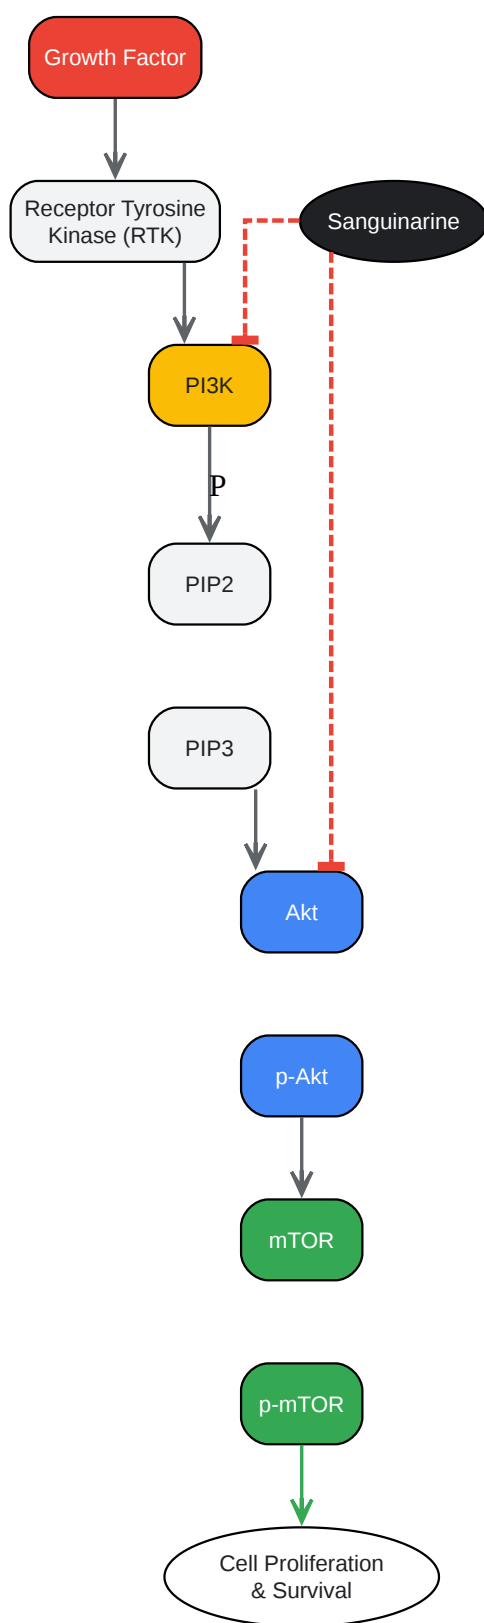 Growth Factor
Receptor Tyrosine
Kinase (RTK)
Sanguinarine
PI3K
P
PIP2
PIP3
Akt
p-Akt
mTOR
p-mTOR
Cell Proliferation
& Survival